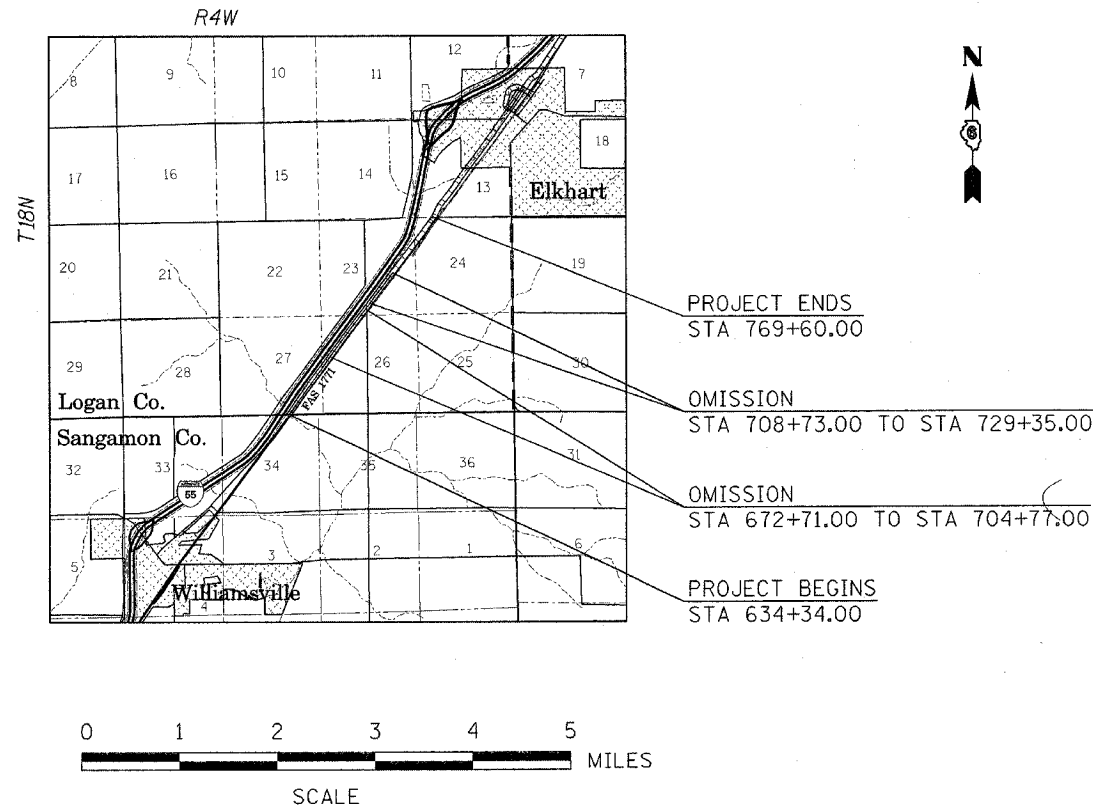 R4W
T18N
8
9
10
11
12
7
18
17
16
15
14
13
Elkhart
20
21
22
23
24
19
29
28
27
26
25
30
FAS 1771
Logan Co.
Sangamon Co.
32
33
34
35
36
31
55
5
4
3
2
1
6
Williamsville
N
6
PROJECT ENDS
STA 769+60.00
OMISSION
STA 708+73.00 TO STA 729+35.00
OMISSION
STA 672+71.00 TO STA 704+77.00
PROJECT BEGINS
STA 634+34.00
0 1 2 3 4 5
MILES
SCALE